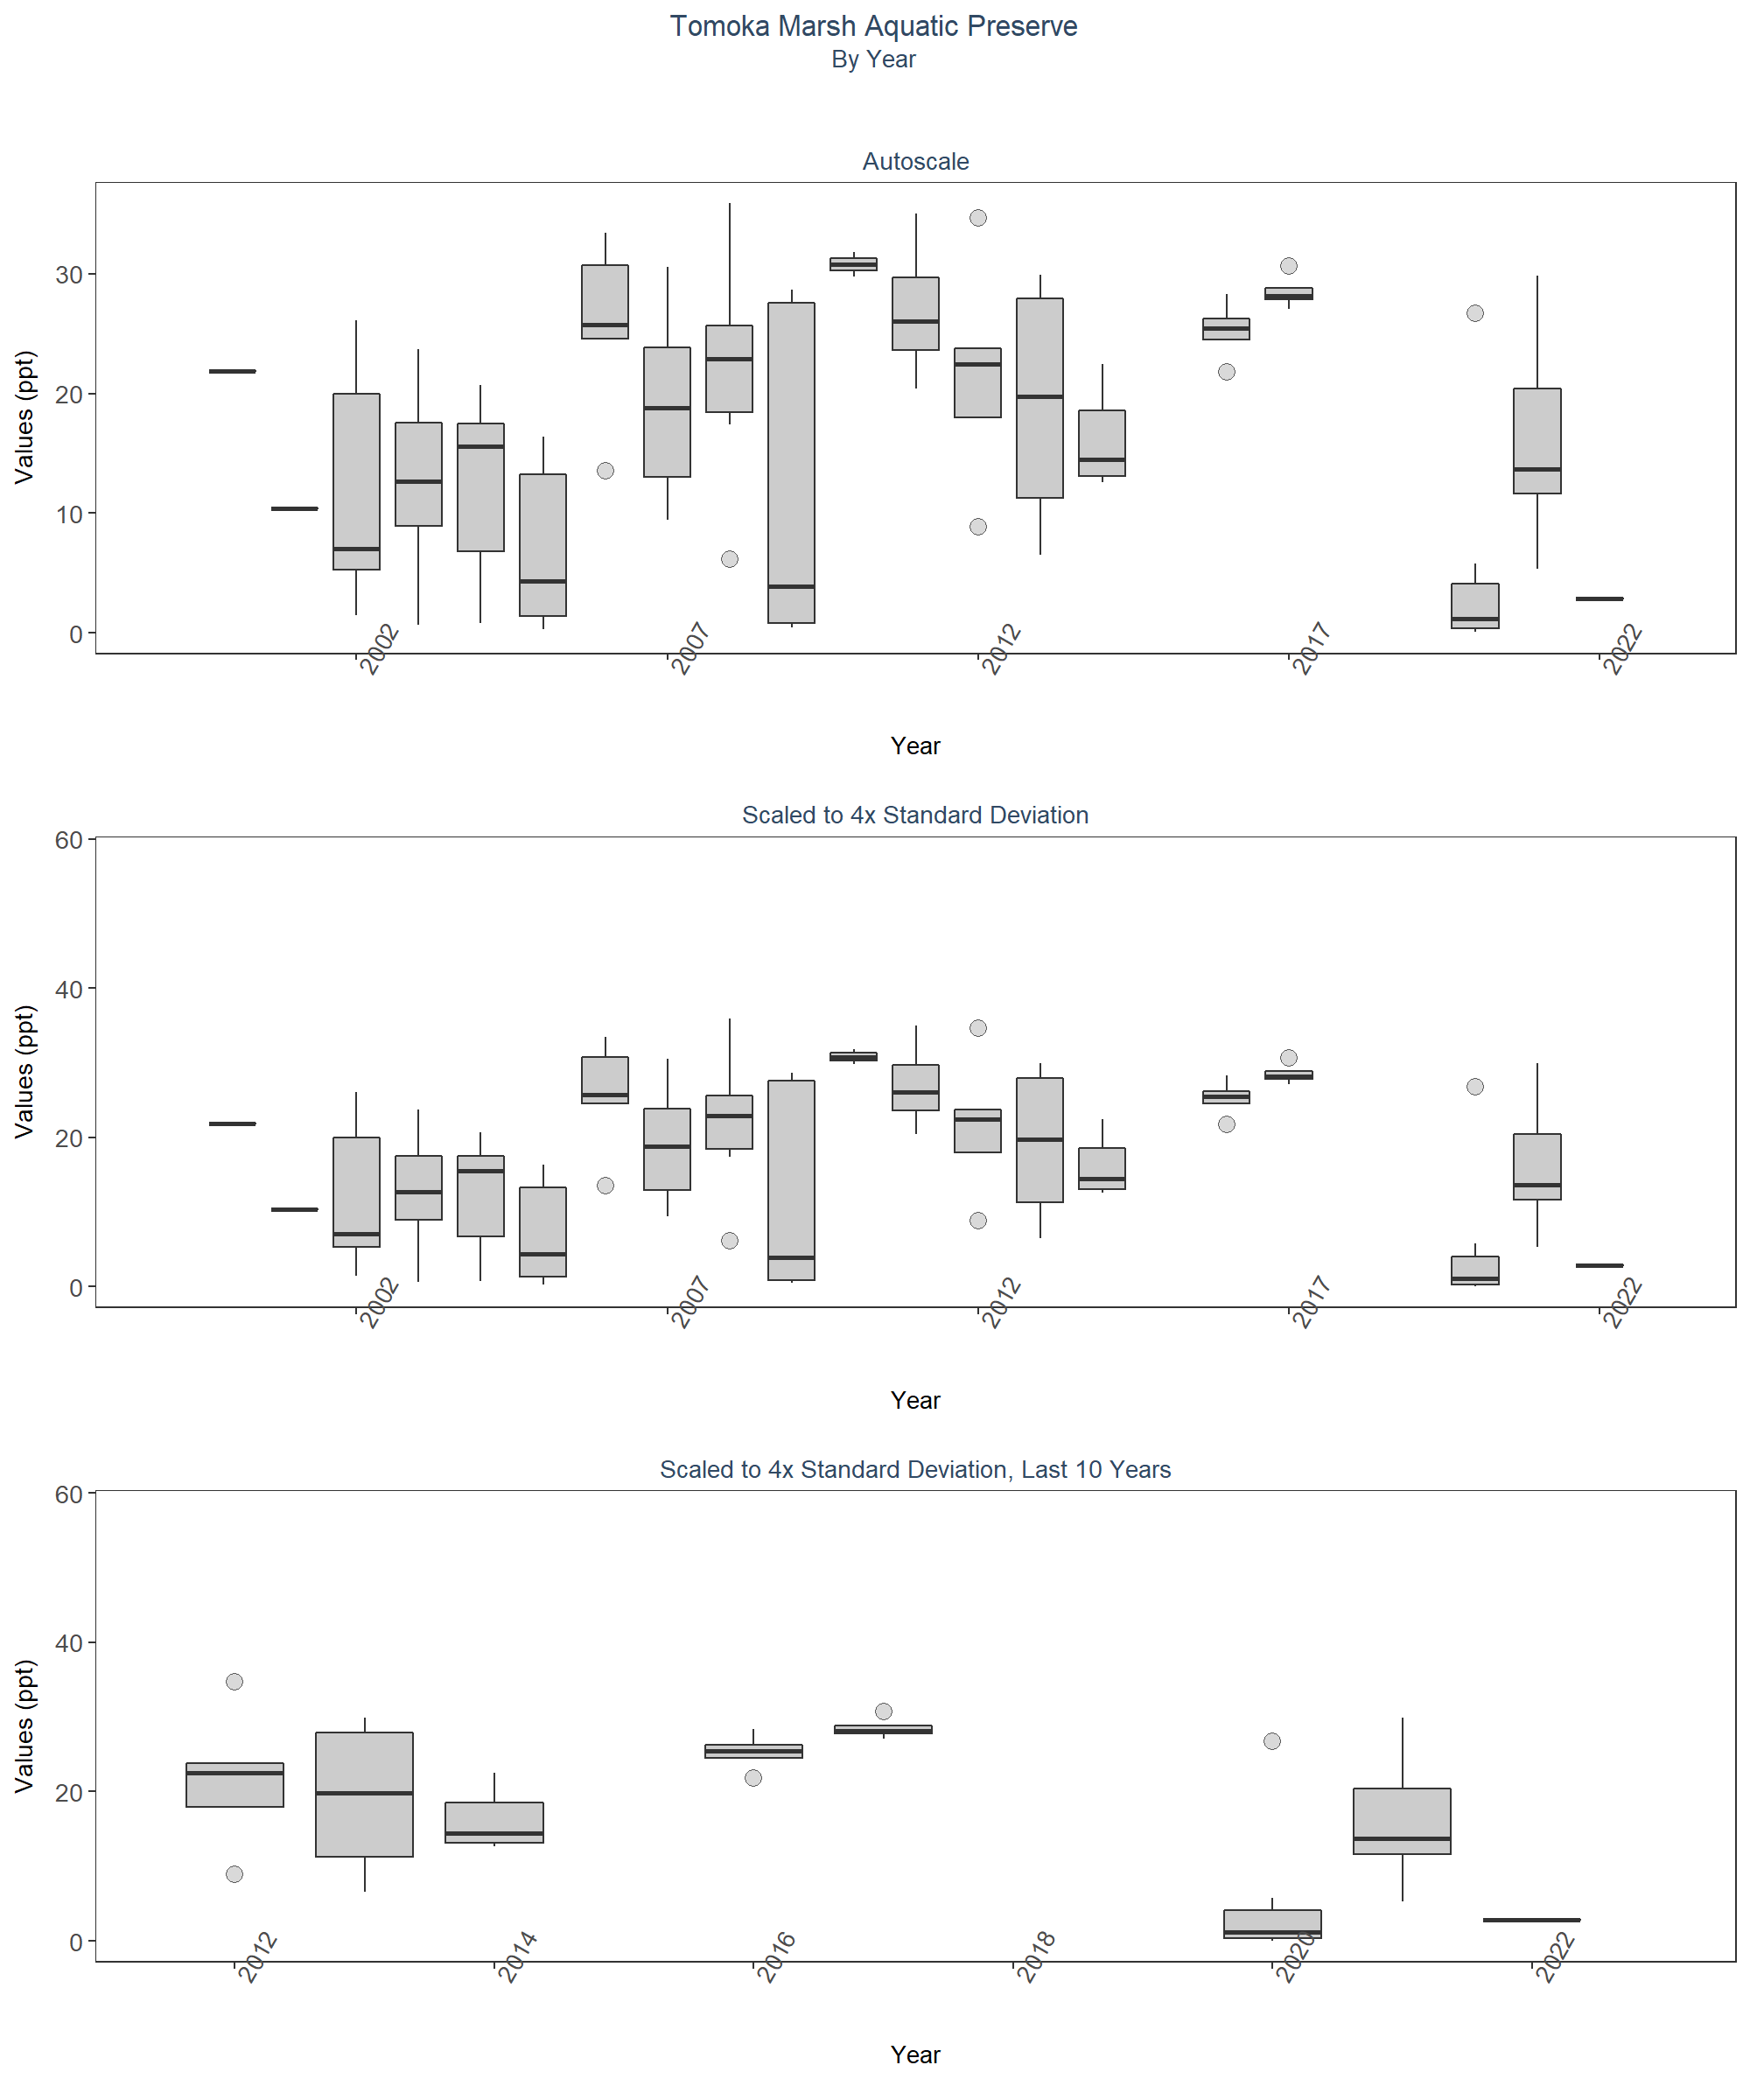 Tomoka Marsh Aquatic Preserve
By Year
Autoscale
Values (ppt)
30
20
10
0
2002
2007
2012
2017
2022
Year
Scaled to 4x Standard Deviation
Values (ppt)
60
40
20
0
2002
2007
2012
2017
2022
Year
Scaled to 4x Standard Deviation, Last 10 Years
Values (ppt)
60
40
20
0
2012
2014
2016
2018
2020
2022
Year